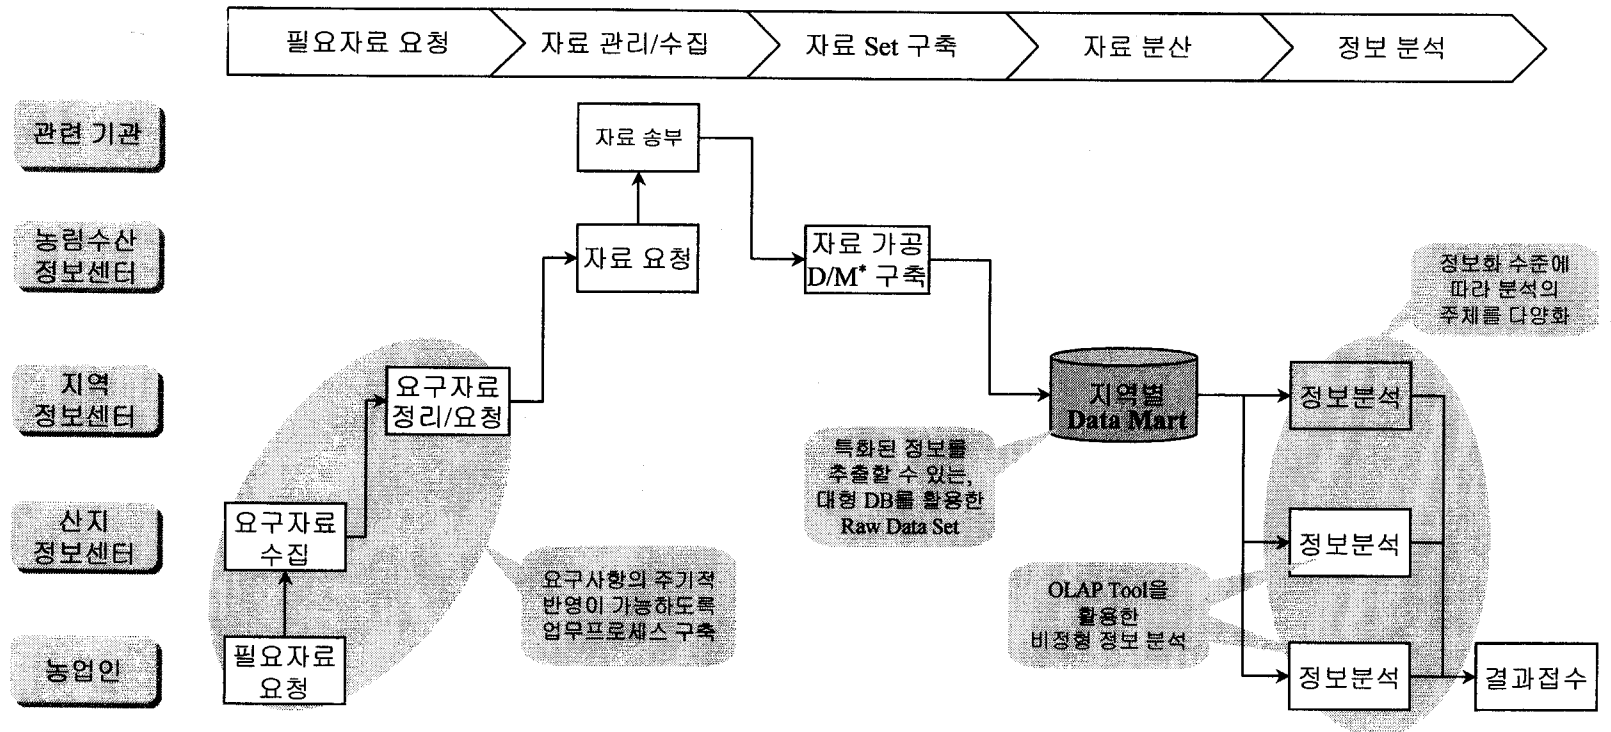 필요자료 요청
자료 관리/수집
자료 Set 구축
자료 분산
정보 분석
관련 기관
자료 송부
농림수산
정보센터
자료 요청
자료 가공
D/M* 구축
정보화 수준에
따라 분석의
주체를 다양화
지역
정보센터
요구자료
정리/요청
지역별
Data Mart
정보분석
특화된 정보를
추출할 수 있는,
대형 DB를 활용한
Raw Data Set
산지
정보센터
요구자료
수집
정보분석
요구사항의 주기적
반영이 가능하도록
업무프로세스 구축
OLAP Tool을
활용한
비정형 정보 분석
농업인
필요자료
요청
정보분석
결과접수